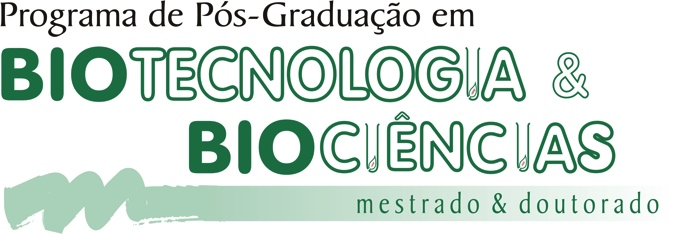 Programa de Pós-Graduação em
BIOTECNOLOGIA &
BIOCIÊNCIAS
mestrado & doutorado